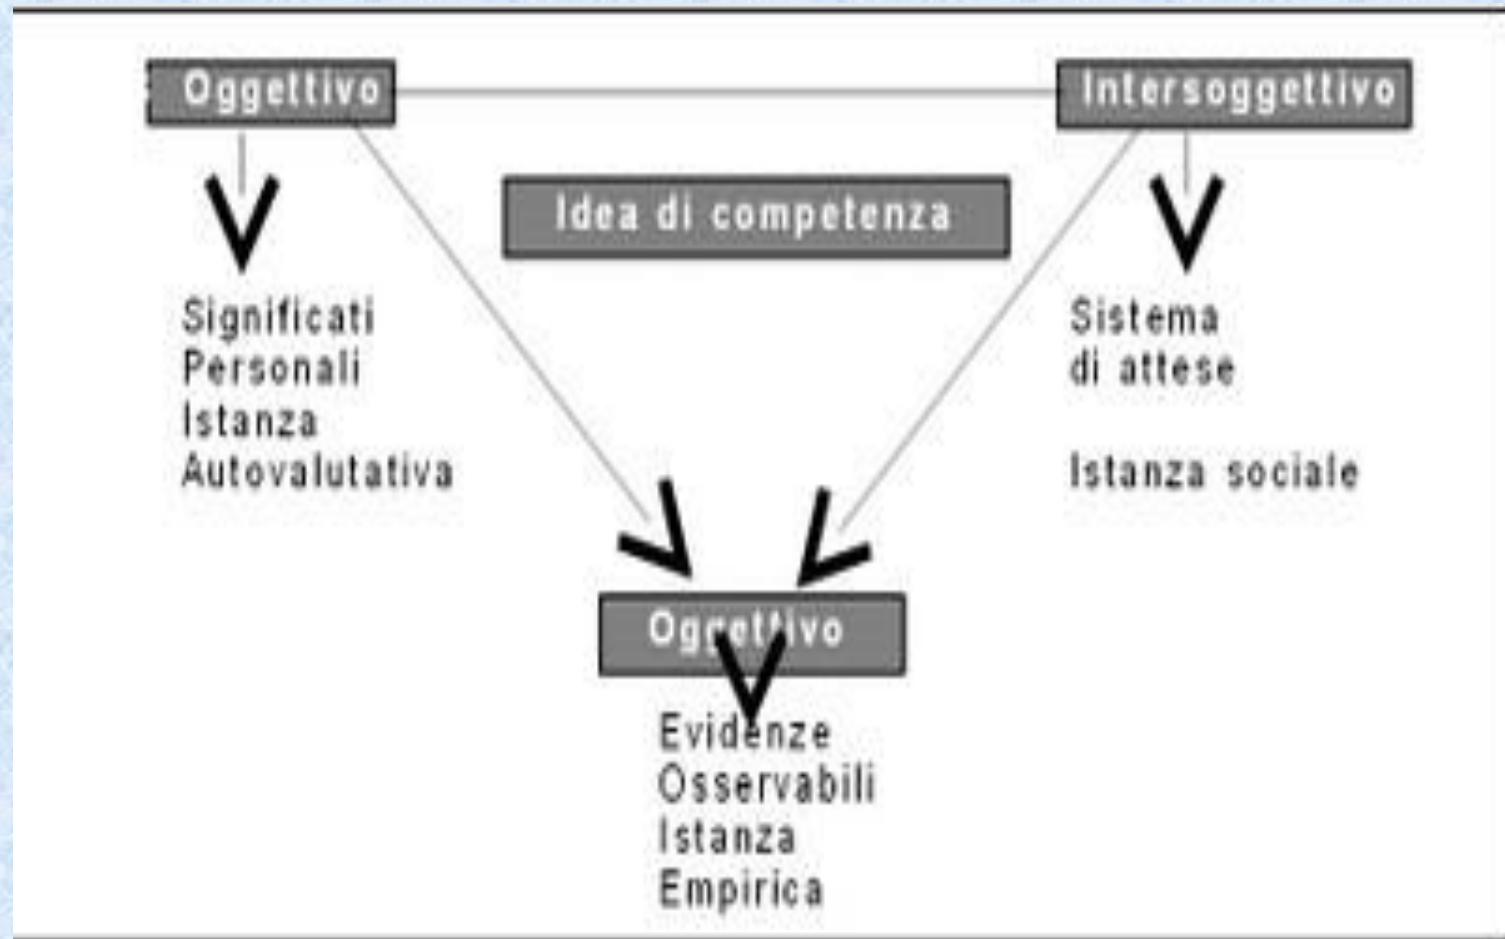 Oggettivo
Intersoggettivo
Idea di competenza
Significati
Personali
Istanza
Autovalutativa
Sistema
di attese
Istanza sociale
Oggettivo
Evidenze
Osservabili
Istanza
Empirica